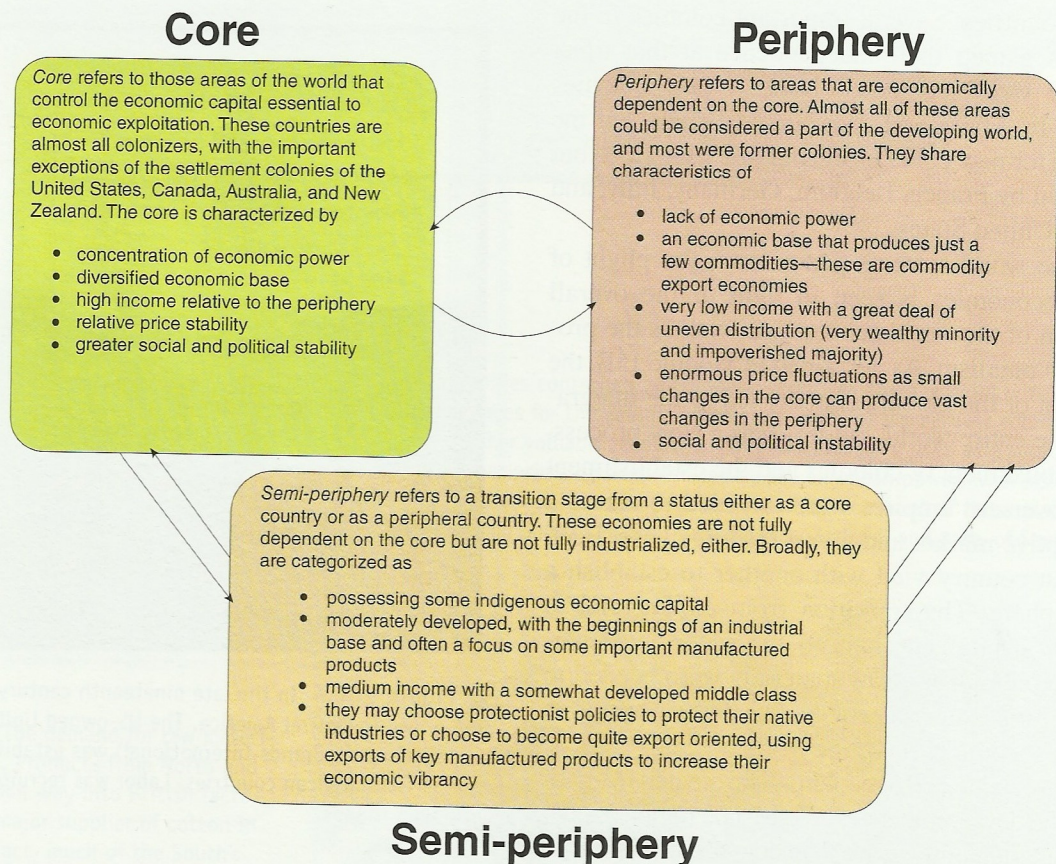 Core
Core refers to those areas of the world that
control the economic capital essential to
economic exploitation. These countries are
almost all colonizers, with the important
exceptions of the settlement colonies of the
United States, Canada, Australia, and New
Zealand. The core is characterized by
• concentration of economic power
• diversified economic base
• high income relative to the periphery
• relative price stability
• greater social and political stability
Periphery
Periphery refers to areas that are economically
dependent on the core. Almost all of these areas
could be considered a part of the developing world,
and most were former colonies. They share
characteristics of
• lack of economic power
• an economic base that produces just a
few commodities—these are commodity
export economies
• very low income with a great deal of
uneven distribution (very wealthy minority
and impoverished majority)
• enormous price fluctuations as small
changes in the core can produce vast
changes in the periphery
• social and political instability
Semi-periphery refers to a transition stage from a status either as a core
country or as a peripheral country. These economies are not fully
dependent on the core but are not fully industrialized, either. Broadly, they
are categorized as
• possessing some indigenous economic capital
• moderately developed, with the beginnings of an industrial
base and often a focus on some important manufactured
products
• medium income with a somewhat developed middle class
• they may choose protectionist policies to protect their native
industries or choose to become quite export oriented, using
exports of key manufactured products to increase their
economic vibrancy
Semi-periphery